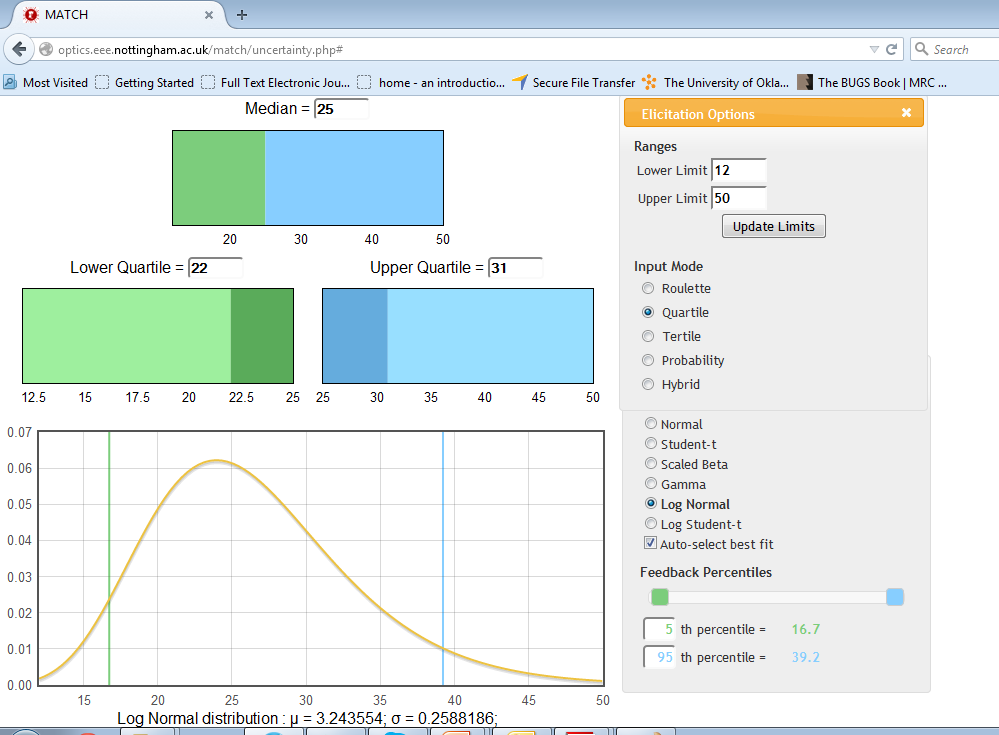 MATCH
optics.eee.nottingham.ac.uk/match/uncertainty.php#
Search
Most Visited Getting Started Full Text Electronic Jou... home - an introductio... Secure File Transfer The University of Okla... The BUGS Book | MRC ...
Median = 25
20 30 40 50
Lower Quartile = 22
Upper Quartile = 31
12.5 15 17.5 20 22.5 25
25 30 35 40 45 50
0.07
0.06
0.05
0.04
0.03
0.02
0.01
0.00
15 20 25 30 35 40 45 50
Log Normal distribution : μ = 3.243554; σ = 0.2588186;
Elicitation Options
Ranges
Lower Limit 12
Upper Limit 50
Update Limits
Input Mode
Roulette
Quartile
Tertile
Probability
Hybrid
Normal
Student-t
Scaled Beta
Gamma
Log Normal
Log Student-t
Auto-select best fit
Feedback Percentiles
5 th percentile = 16.7
95 th percentile = 39.2